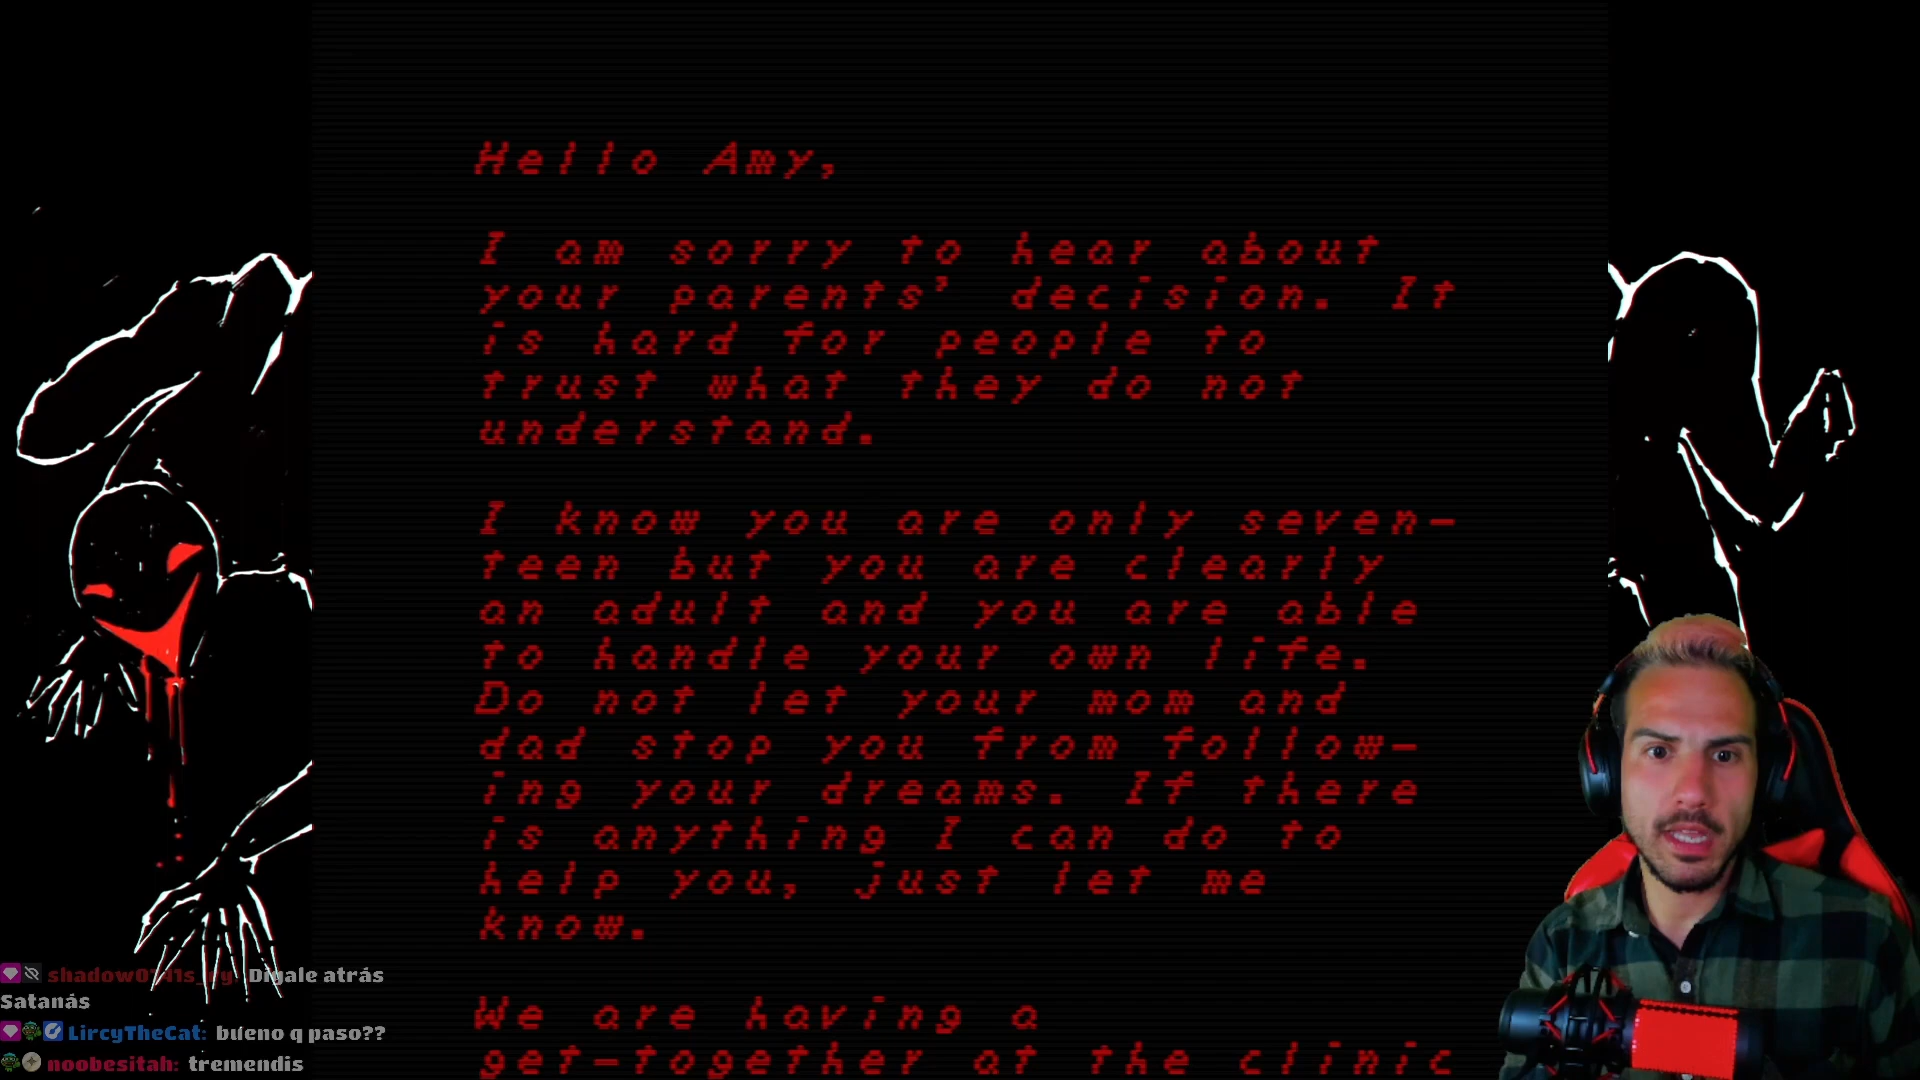 Hello Amy,
I am sorry to hear about
your parents' decision. It
is hard for people to
trust what they do not
understand.
I know you are only seven-
teen but you are clearly
an adult and you are able
to handle your own life.
Do not let your mom and
dad stop you from follow-
ing your dreams. If there
is anything I can do to
help you, just let me
know.
We are having a
get-together at the clinic
Dígale atrás
Satanás
LircyTheCat: bueno q paso??
noobesitah: tremendis